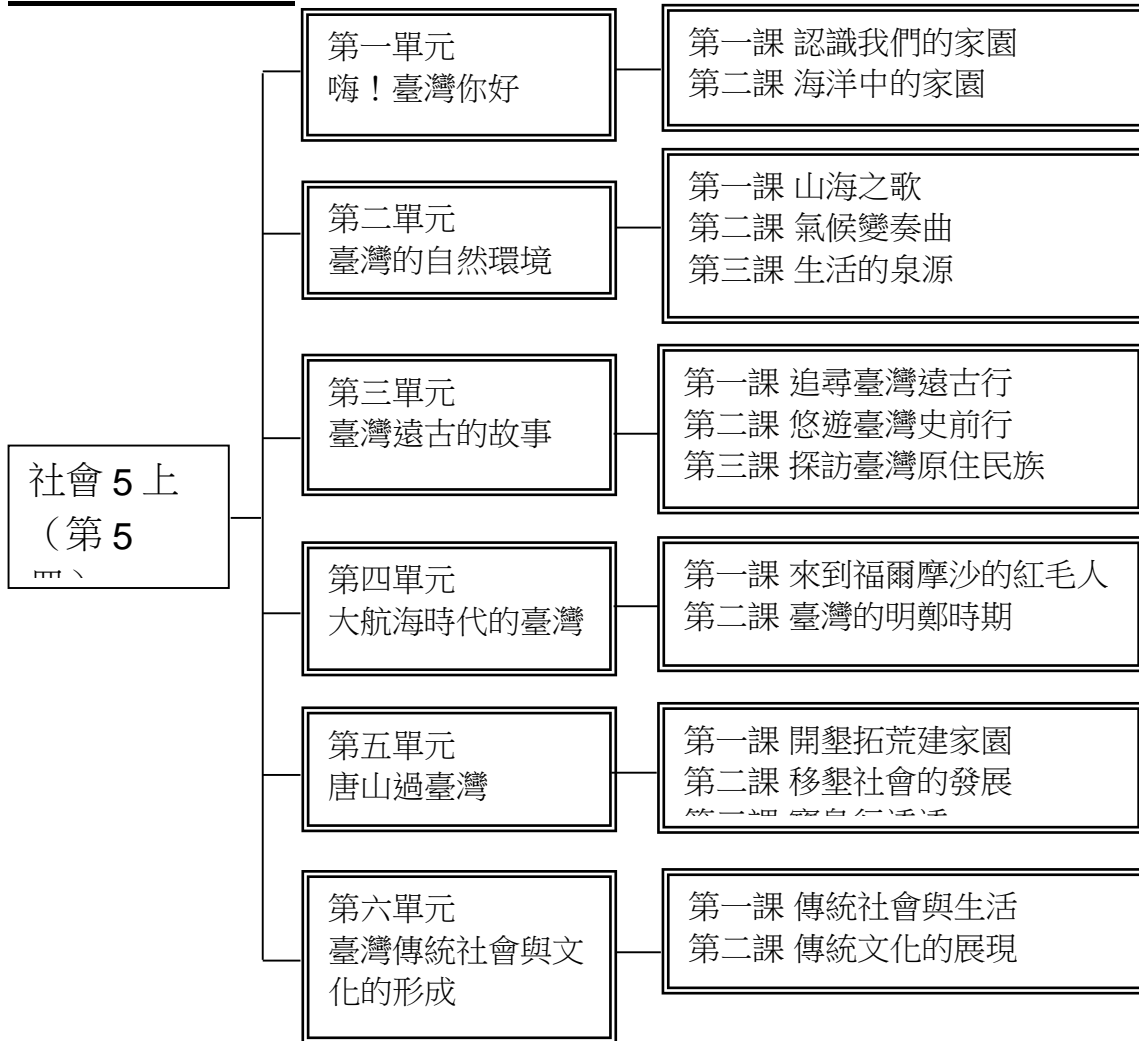 社會 5 上
（第 5
第一單元
嗨！臺灣你好
第一課 認識我們的家園
第二課 海洋中的家園
第二單元
臺灣的自然環境
第一課 山海之歌
第二課 氣候變奏曲
第三課 生活的泉源
第三單元
臺灣遠古的故事
第一課 追尋臺灣遠古行
第二課 悠遊臺灣史前行
第三課 探訪臺灣原住民族
第四單元
大航海時代的臺灣
第一課 來到福爾摩沙的紅毛人
第二課 臺灣的明鄭時期
第五單元
唐山過臺灣
第一課 開墾拓荒建家園
第二課 移墾社會的發展
第六單元
臺灣傳統社會與文
化的形成
第一課 傳統社會與生活
第二課 傳統文化的展現